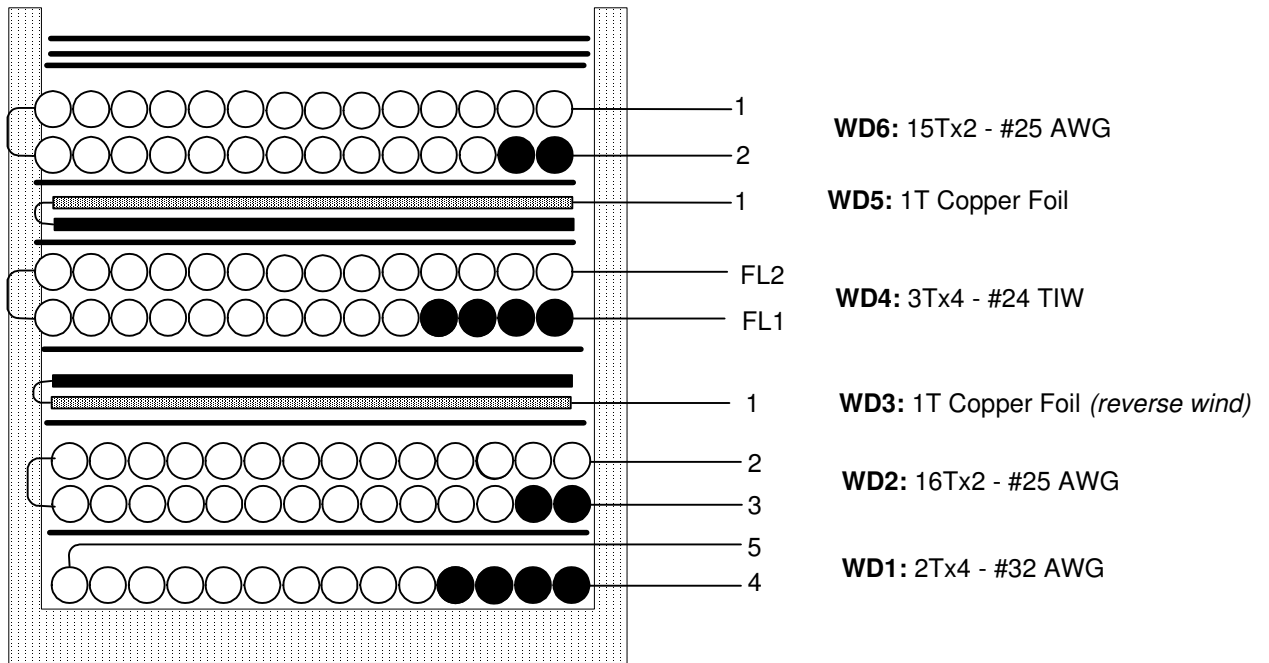 1
WD6: 15Tx2 - #25 AWG
2
1
WD5: 1T Copper Foil
FL2
WD4: 3Tx4 - #24 TIW
FL1
1
WD3: 1T Copper Foil (reverse wind)
2
WD2: 16Tx2 - #25 AWG
3
5
WD1: 2Tx4 - #32 AWG
4